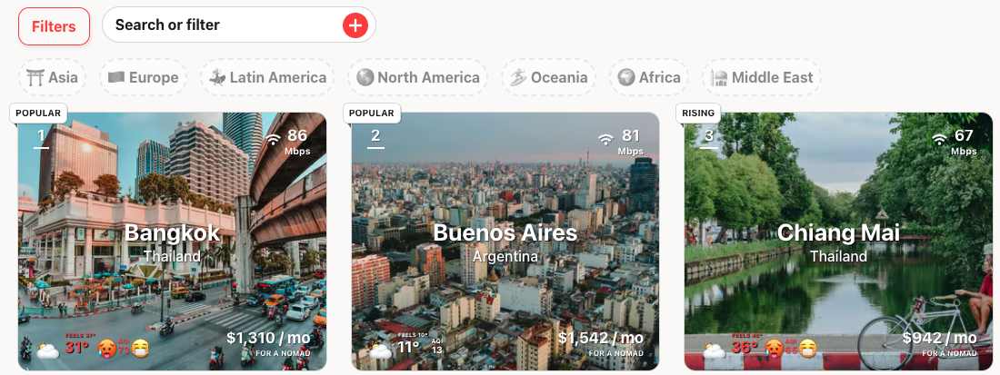 Filters
Search or filter
Asia
Europe
Latin America
North America
Oceania
Africa
Middle East
POPULAR
1
86
Mbps
Bangkok
Thailand
FEELS 37°
31°
AQI
73
$1,310 / mo
FOR A NOMAD
POPULAR
2
81
Mbps
Buenos Aires
Argentina
FEELS 10°
11°
AQI
13
$1,542 / mo
FOR A NOMAD
RISING
3
67
Mbps
Chiang Mai
Thailand
36°
AQI
65
$942 / mo
FOR A NOMAD